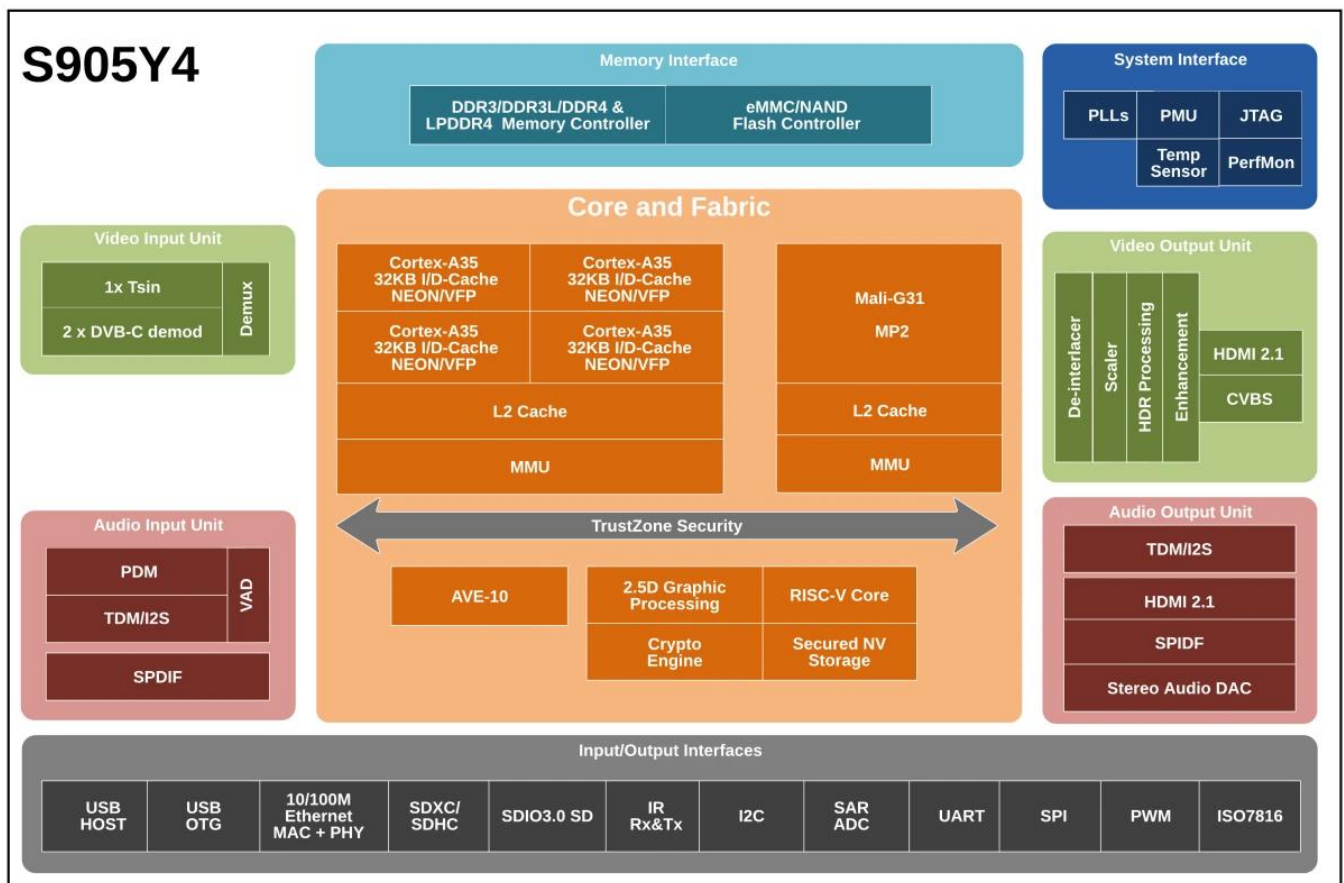 S905Y4
Memory Interface
DDR3/DDR3L/DDR4 &
LPDDR4 Memory Controller
eMMC/NAND
Flash Controller
System Interface
PLLs
PMU
JTAG
Temp
Sensor
PerfMon
Core and Fabric
Cortex-A35
32KB I/D-Cache
NEON/VFP
Cortex-A35
32KB I/D-Cache
NEON/VFP
Cortex-A35
32KB I/D-Cache
NEON/VFP
Cortex-A35
32KB I/D-Cache
NEON/VFP
L2 Cache
MMU
Mali-G31
MP2
L2 Cache
MMU
TrustZone Security
AVE-10
2.5D Graphic
Processing
RISC-V Core
Crypto
Engine
Secured NV
Storage
Video Input Unit
1x Tsin
2 x DVB-C demod
Demux
Video Output Unit
De-interlacer
Scaler
HDR Processing
Enhancement
HDMI 2.1
CVBS
Audio Input Unit
PDM
TDM/I2S
VAD
SPDIF
Audio Output Unit
TDM/I2S
HDMI 2.1
SPIDF
Stereo Audio DAC
Input/Output Interfaces
USB
HOST
USB
OTG
10/100M
Ethernet
MAC + PHY
SDXC/
SDHC
SDIO3.0 SD
IR
Rx&Tx
I2C
SAR
ADC
UART
SPI
PWM
ISO7816